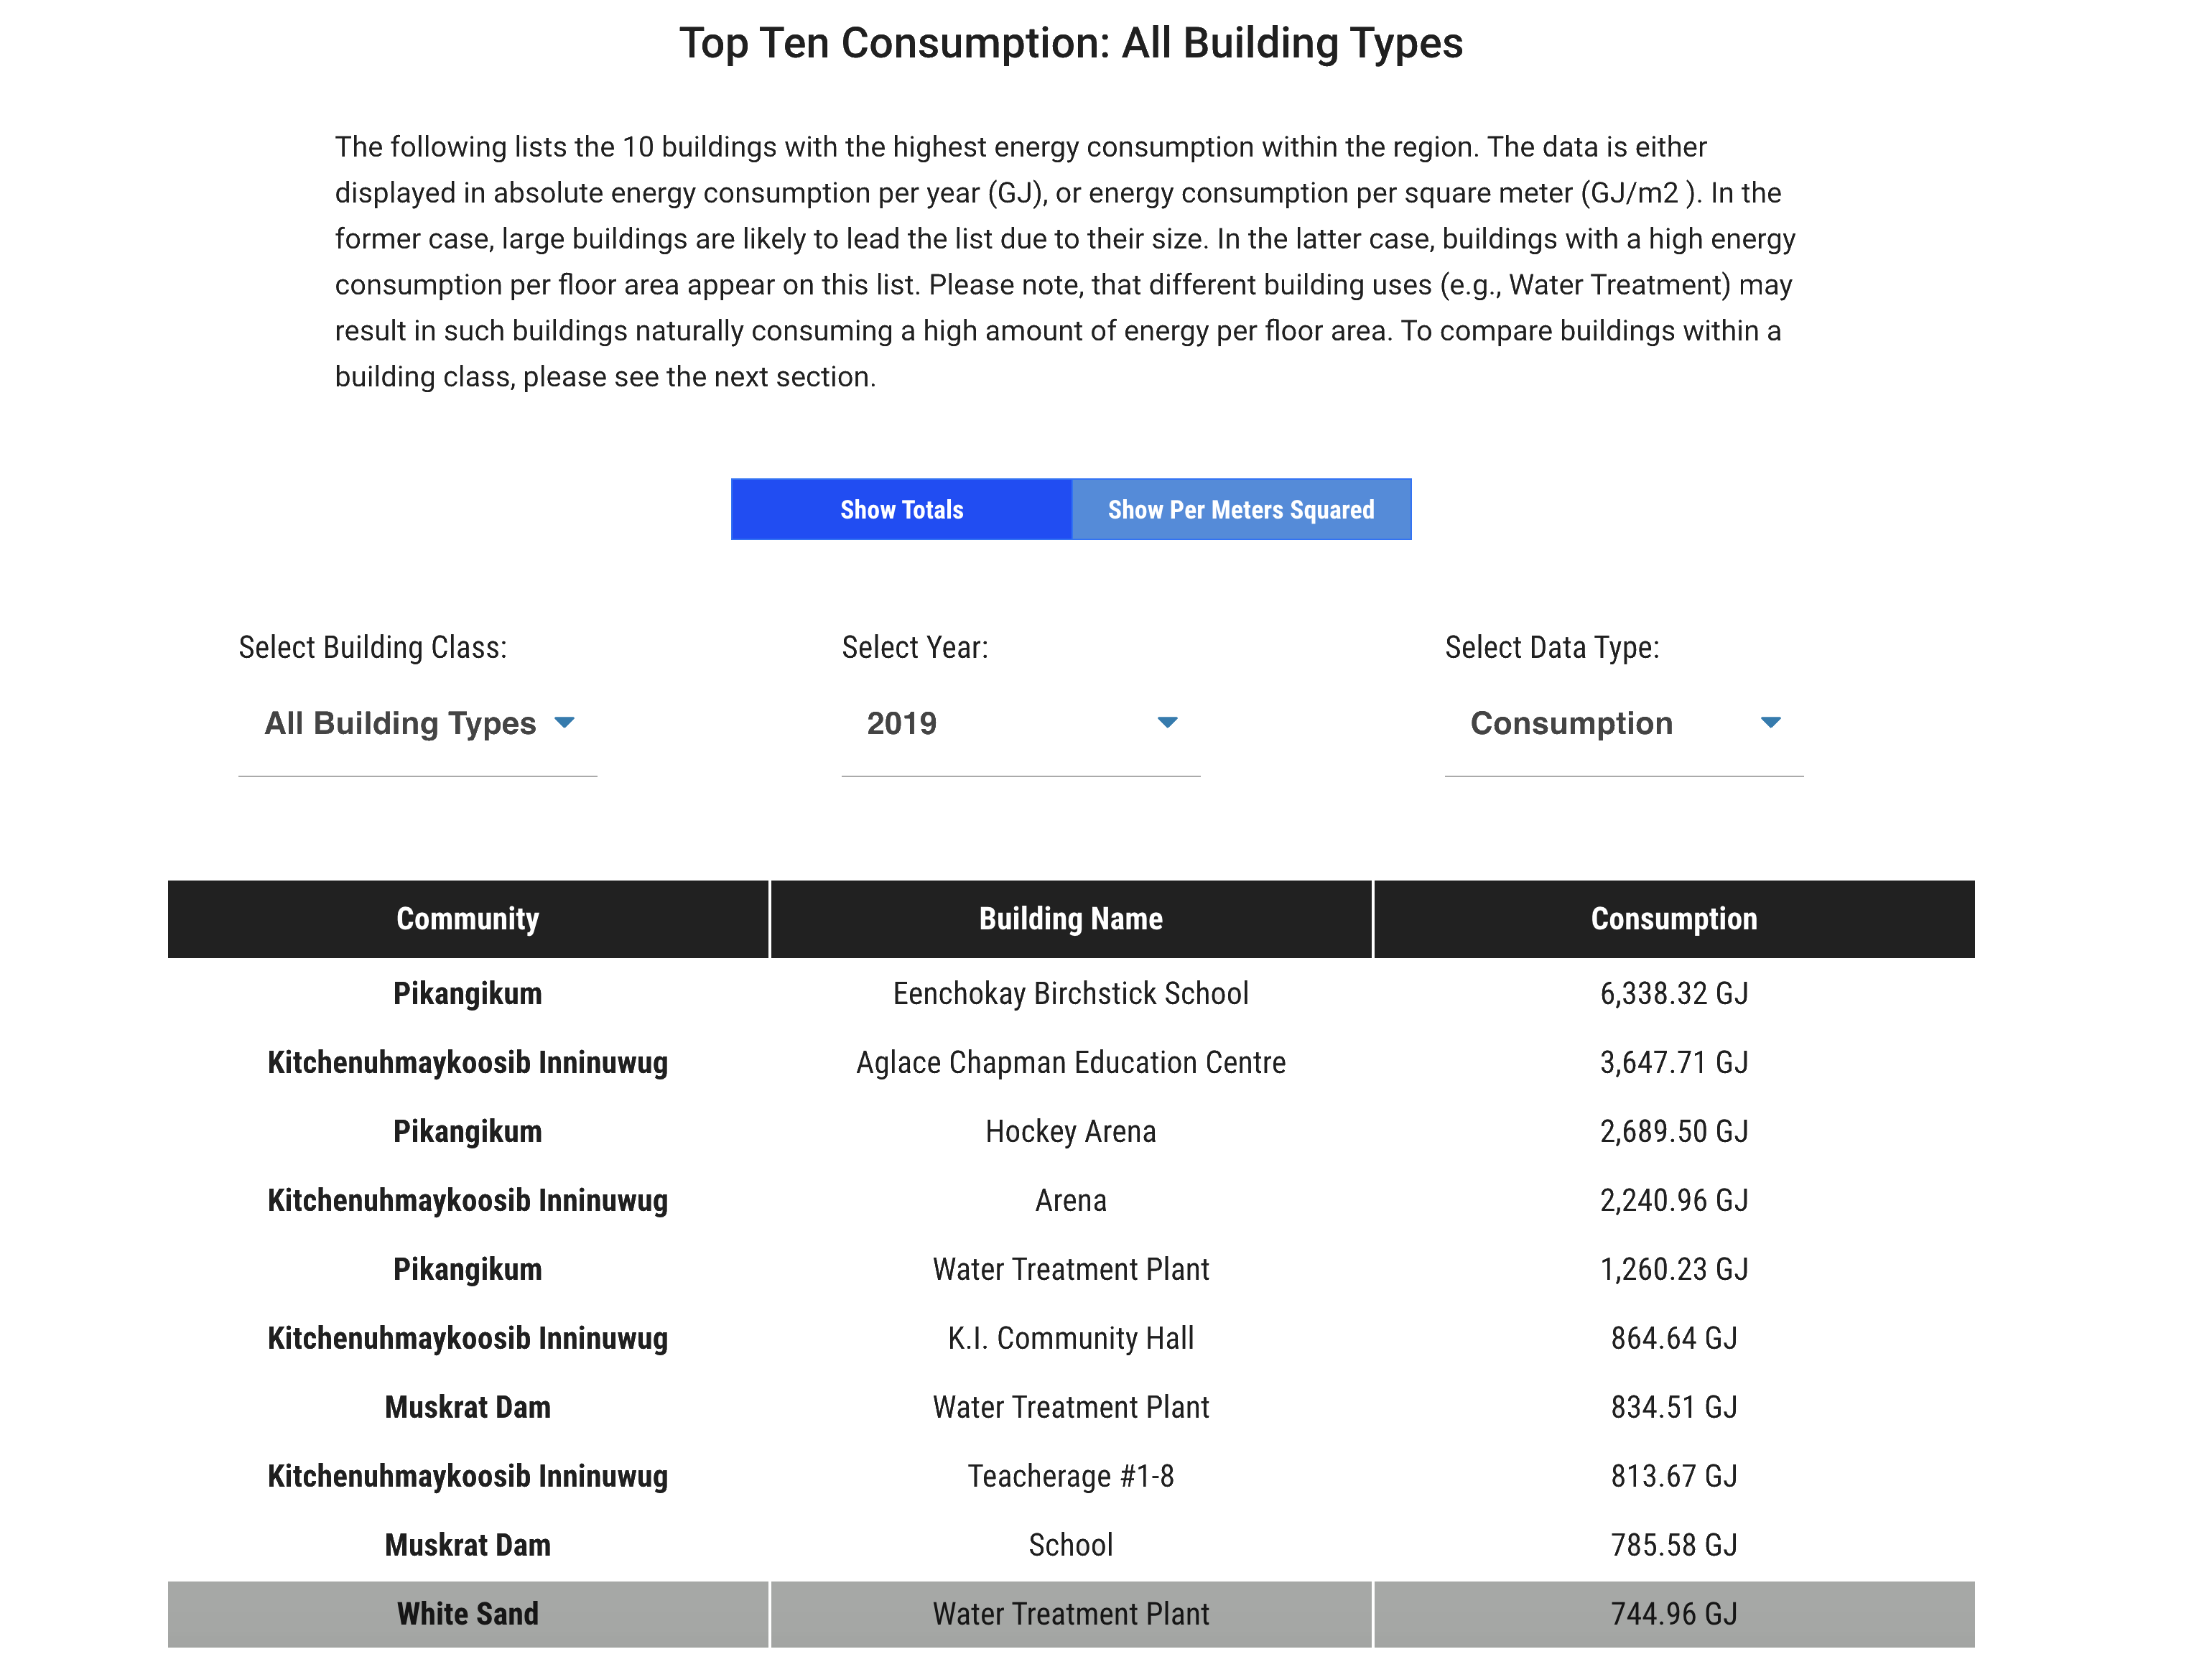 Top Ten Consumption: All Building Types
The following lists the 10 buildings with the highest energy consumption within the region. The data is either
displayed in absolute energy consumption per year (GJ), or energy consumption per square meter (GJ/m2 ). In the
former case, large buildings are likely to lead the list due to their size. In the latter case, buildings with a high energy
consumption per floor area appear on this list. Please note, that different building uses (e.g., Water Treatment) may
result in such buildings naturally consuming a high amount of energy per floor area. To compare buildings within a
building class, please see the next section.
Show Totals Show Per Meters Squared
Select Building Class: Select Year: Select Data Type:
All Building Types 2019 Consumption
Community Building Name Consumption
Pikangikum Eenchokay Birchstick School 6,338.32 GJ
Kitchenuhmaykoosib Inninuwug Aglace Chapman Education Centre 3,647.71 GJ
Pikangikum Hockey Arena 2,689.50 GJ
Kitchenuhmaykoosib Inninuwug Arena 2,240.96 GJ
Pikangikum Water Treatment Plant 1,260.23 GJ
Kitchenuhmaykoosib Inninuwug K.I. Community Hall 864.64 GJ
Muskrat Dam Water Treatment Plant 834.51 GJ
Kitchenuhmaykoosib Inninuwug Teacherage #1-8 813.67 GJ
Muskrat Dam School 785.58 GJ
White Sand Water Treatment Plant 744.96 GJ